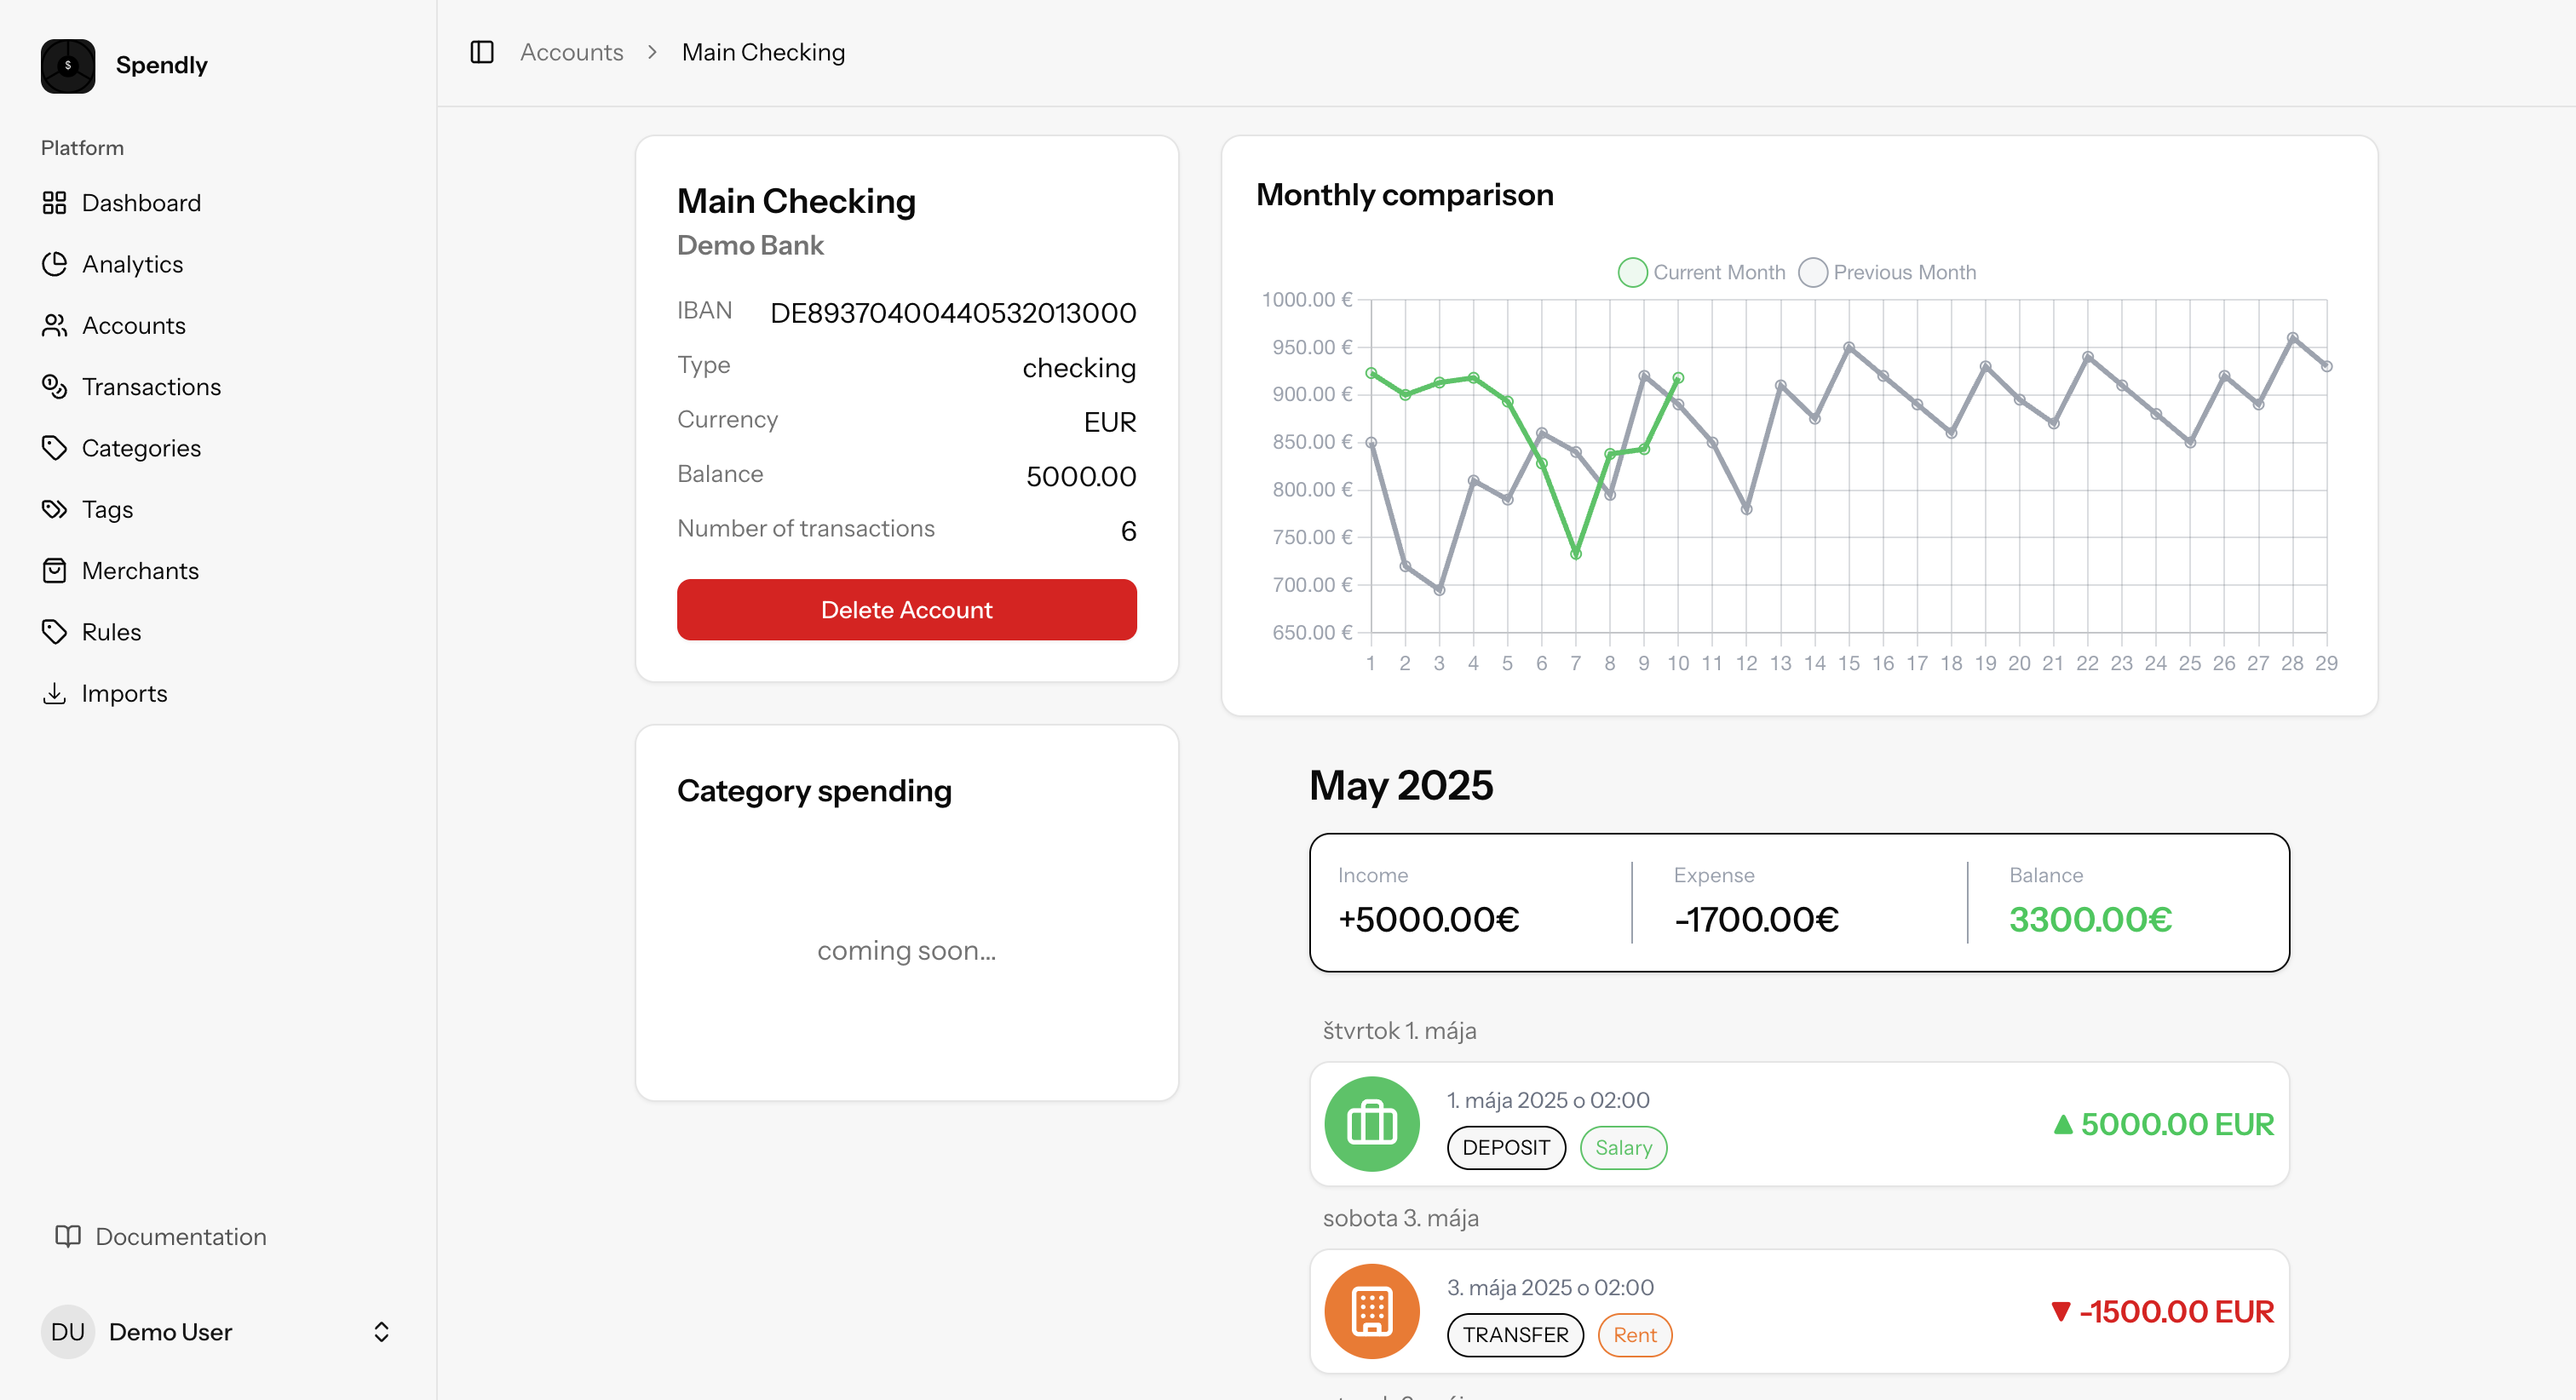 $
Spendly
Platform
Dashboard
Analytics
Accounts
Transactions
Categories
Tags
Merchants
Rules
Imports
Documentation
DU
Demo User
Accounts
Main Checking
Main Checking
Demo Bank
IBAN DE89370400440532013000
Type checking
Currency EUR
Balance 5000.00
Number of transactions 6
Delete Account
Category spending
coming soon...
Monthly comparison
Current Month Previous Month
1000.00 €
950.00 €
900.00 €
850.00 €
800.00 €
750.00 €
700.00 €
650.00 €
1 2 3 4 5 6 7 8 9 10 11 12 13 14 15 16 17 18 19 20 21 22 23 24 25 26 27 28 29
May 2025
Income Expense Balance
+5000.00€ -1700.00€ 3300.00€
štvrtok 1. mája
1. mája 2025 o 02:00
DEPOSIT Salary
▲ 5000.00 EUR
sobota 3. mája
3. mája 2025 o 02:00
TRANSFER Rent
▼ -1500.00 EUR